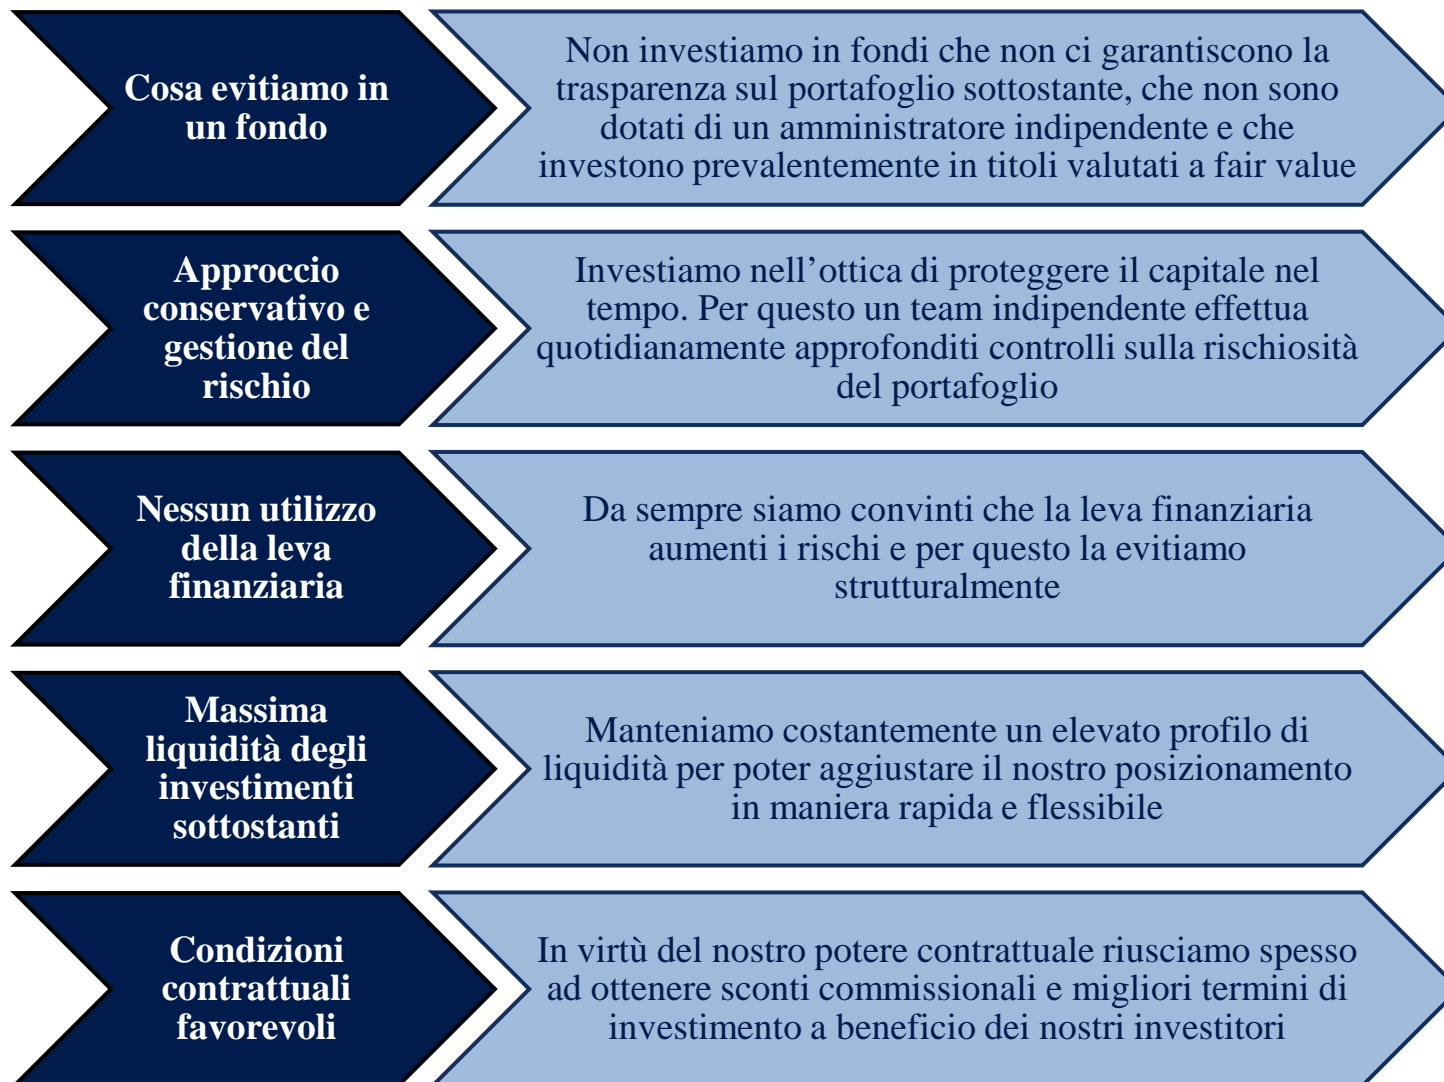 Cosa evitiamo in
un fondo
Non investiamo in fondi che non ci garantiscono la
trasparenza sul portafoglio sottostante, che non sono
dotati di un amministratore indipendente e che
investono prevalentemente in titoli valutati a fair value
Approccio
conservativo e
gestione del
rischio
Investiamo nell’ottica di proteggere il capitale nel
tempo. Per questo un team indipendente effettua
quotidianamente approfonditi controlli sulla rischiosità
del portafoglio
Nessun utilizzo
della leva
finanziaria
Da sempre siamo convinti che la leva finanziaria
aumenti i rischi e per questo la evitiamo
strutturalmente
Massima
liquidità degli
investimenti
sottostanti
Manteniamo costantemente un elevato profilo di
liquidità per poter aggiustare il nostro posizionamento
in maniera rapida e flessibile
Condizioni
contrattuali
favorevoli
In virtù del nostro potere contrattuale riusciamo spesso
ad ottenere sconti commissionali e migliori termini di
investimento a beneficio dei nostri investitori